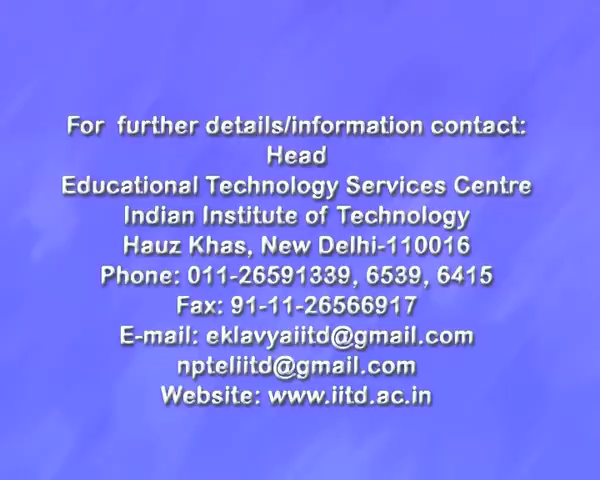 For further details/information contact:
Head
Educational Technology Services Centre
Indian Institute of Technology
Hauz Khas, New Delhi-110016
Phone: 011-26591339, 6539, 6415
Fax: 91-11-26566917
E-mail: eklavyaiitd@gmail.com
npteliitd@gmail.com
Website: www.iitd.ac.in